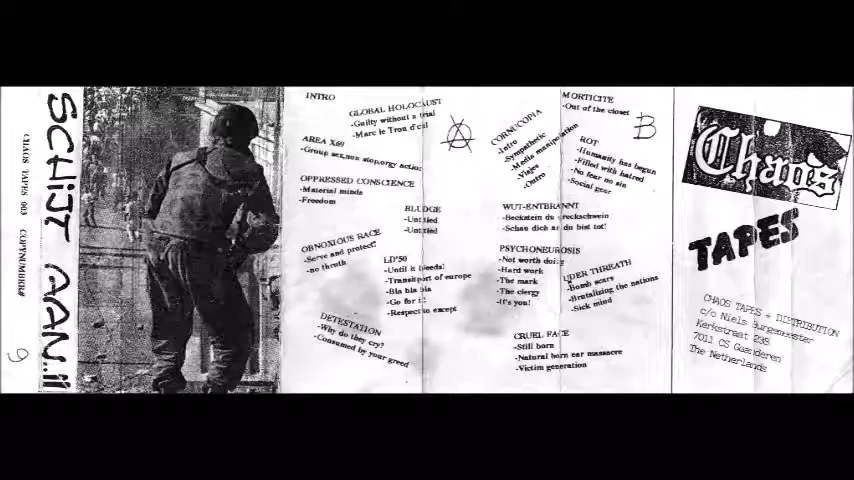 CHAOS TAPES 003 COPYNUMBER#
9
SCHIJT AAN..!!
INTRO
GLOBAL HOLOCAUST
-Guilty without a trial
-Marc le Trou d'cul
AREA X69
-Group sex,non stop,orgy action
OPPRESSED CONSCIENCE
-Material minds
-Freedom
BLUDGE
-Untitled
-Untitled
OBNOXIOUS RACE
-Serve and protect?
-no thruth
LD'50
-Until it bleeds!
-Transport of europe
-Bla bla bla
-Go for it!
-Respect to except
DETESTATION
-Why do they cry?
-Consumed by your greed
A
MORTICITE
-Out of the closet
B
CORNUCOPIA
-Intro
-Sympathetic
-Media manipulation
-Viajes
-Outro
ROT
-Humanity has begun
-Filled with hatred
-No fear no sin
-Social gear
WUT-ENTBRANNT
-Beckstein du dreckschwein
-Schau dich an du bist tot!
PSYCHONEUROSIS
-Not worth doing
-Hard work
-The mark
-The clergy
-It's you!
UDER THREATH
-Bomb scars
-Brutalizing the nations
-Sick mind
CRUEL FACE
-Still born
-Natural born ear massacre
-Victim generation
Chaos
TAPES
CHAOS TAPES + DISTRIBUTION
c/o Niels Burgemeester
Kerkstraat 238
7011 CS Gaanderen
The Netherlands